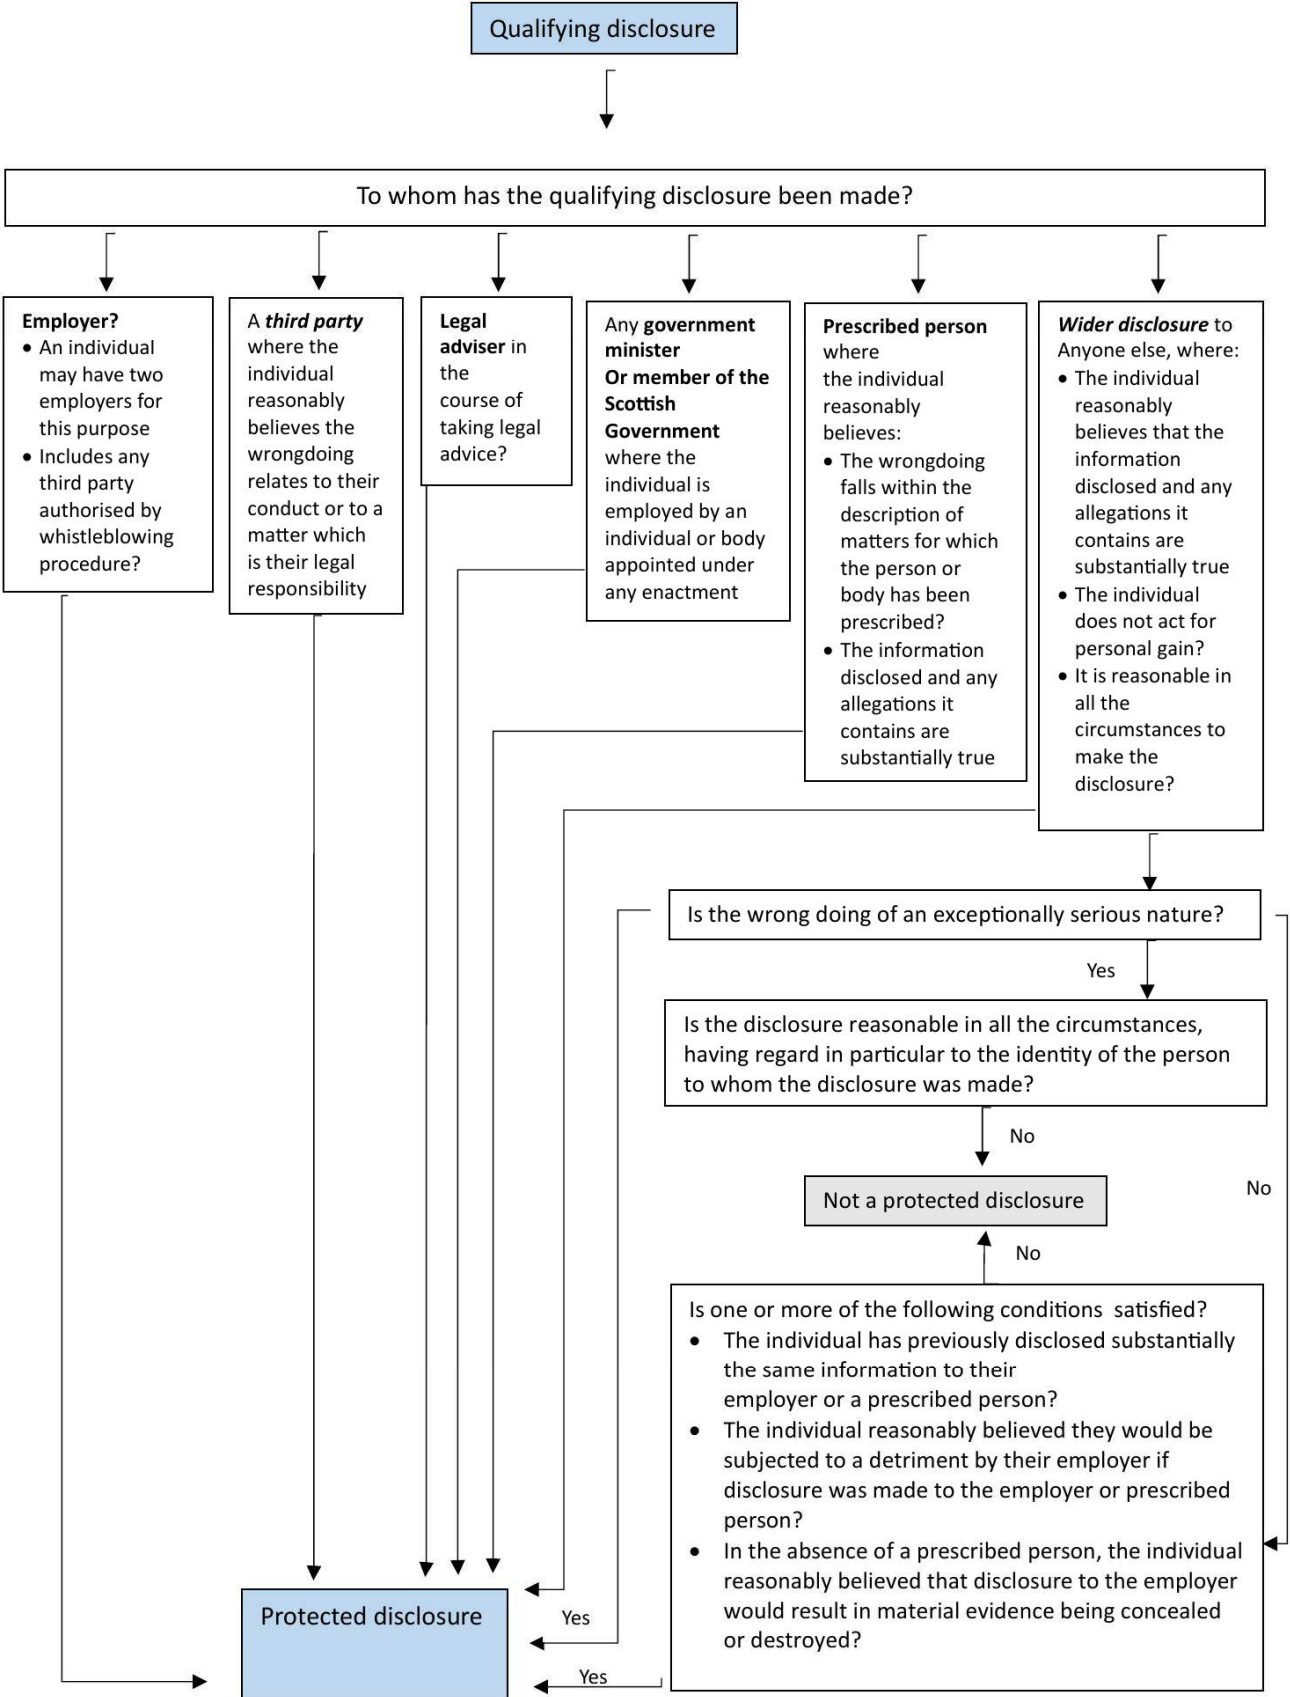 Qualifying disclosure
To whom has the qualifying disclosure been made?
Employer?
• An individual
may have two
employers for
this purpose
• Includes any
third party
authorised by
whistleblowing
procedure?
A third party
where the
individual
reasonably
believes the
wrongdoing
relates to their
conduct or to a
matter which
is their legal
responsibility
Legal
adviser in
the
course of
taking legal
advice?
Any government
minister
Or member of the
Scottish
Government
where the
individual is
employed by an
individual or body
appointed under
any enactment
Prescribed person
where
the individual
reasonably
believes:
• The wrongdoing
falls within the
description of
matters for which
the person or
body has been
prescribed?
• The information
disclosed and any
allegations it
contains are
substantially true
Wider disclosure to
Anyone else, where:
• The individual
reasonably
believes that the
information
disclosed and any
allegations it
contains are
substantially true
• The individual
does not act for
personal gain?
• It is reasonable in
all the
circumstances to
make the
disclosure?
Is the wrong doing of an exceptionally serious nature?
Yes
Is the disclosure reasonable in all the circumstances,
having regard in particular to the identity of the person
to whom the disclosure was made?
No
Not a protected disclosure
No
No
Is one or more of the following conditions satisfied?
• The individual has previously disclosed substantially
the same information to their
employer or a prescribed person?
• The individual reasonably believed they would be
subjected to a detriment by their employer if
disclosure was made to the employer or prescribed
person?
• In the absence of a prescribed person, the individual
reasonably believed that disclosure to the employer
would result in material evidence being concealed
or destroyed?
Protected disclosure
Yes
Yes